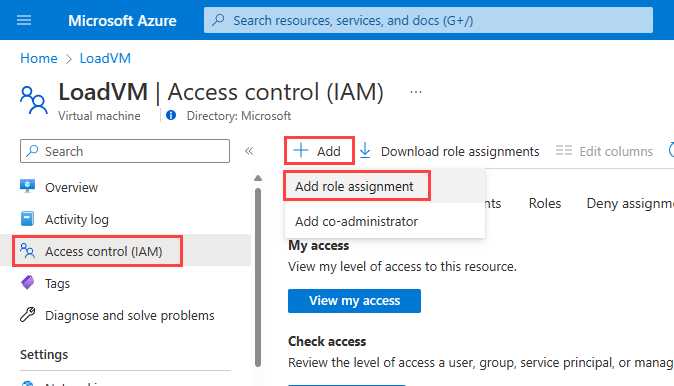 Microsoft Azure
Search resources, services, and docs (G+/)
Home > LoadVM
LoadVM | Access control (IAM) ...
Virtual machine
Directory: Microsoft
Search
Overview
Activity log
Access control (IAM)
Tags
Diagnose and solve problems
Settings
+ Add
Download role assignments
Edit columns
Add role assignment
Add co-administrator
Roles
Deny assignm
My access
View my level of access to this resource.
View my access
Check access
Review the level of access a user, group, service principal, or manag